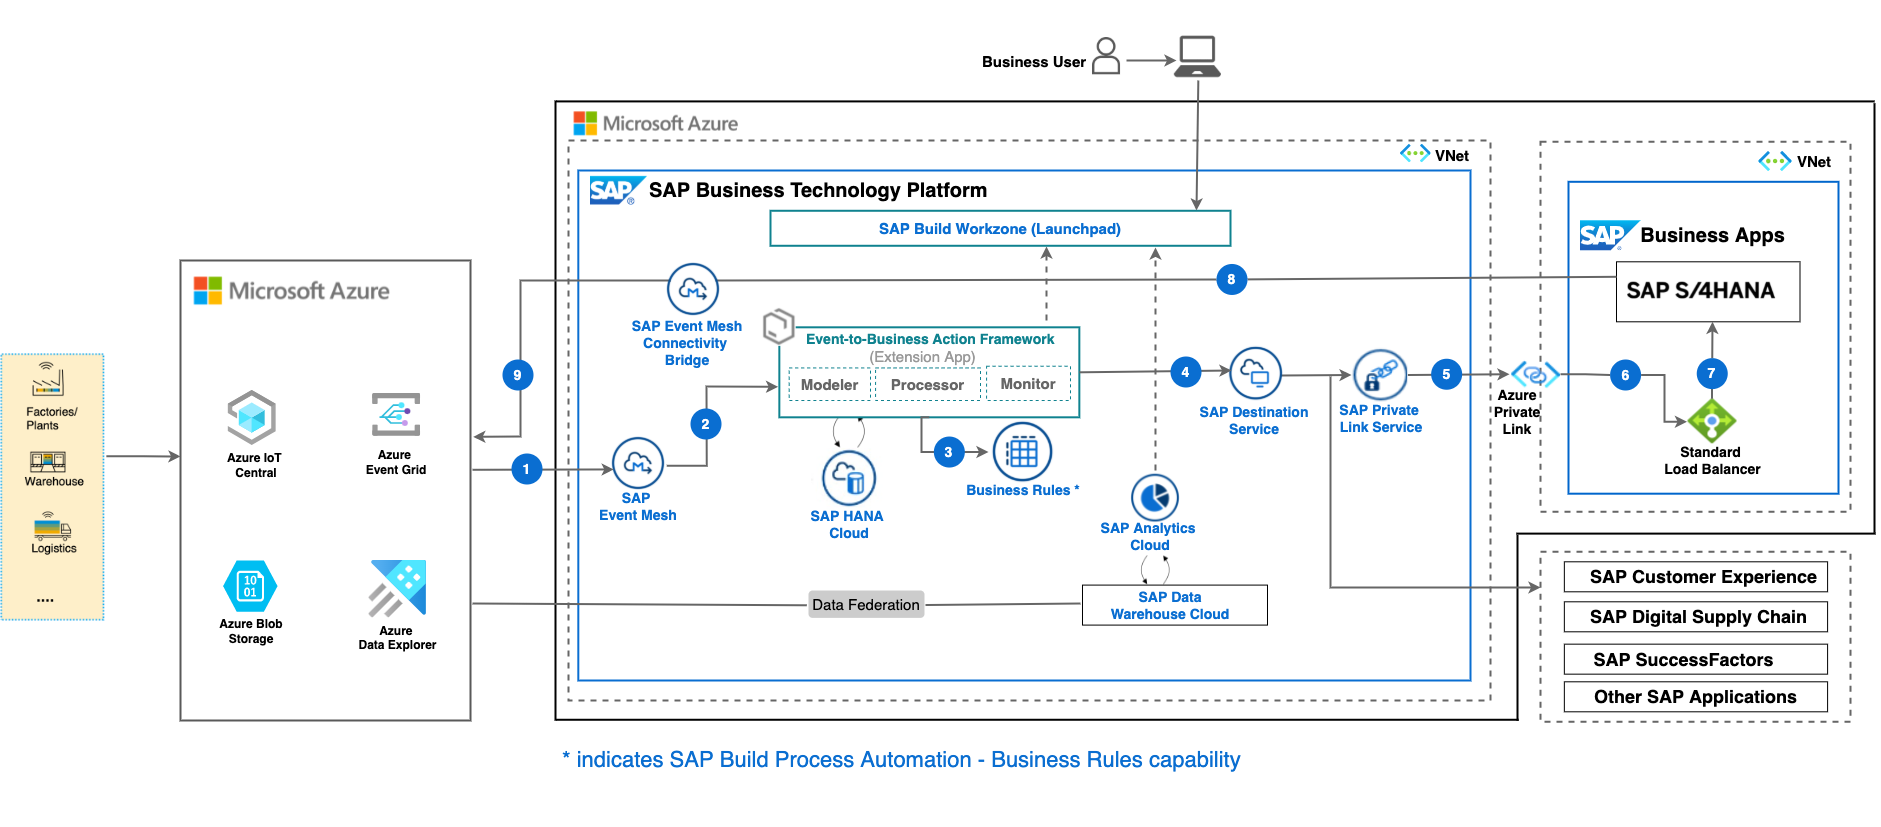 Business User
Microsoft Azure
VNet
SAP
SAP Business Technology Platform
SAP Build Workzone (Launchpad)
VNet
SAP
Business Apps
SAP S/4HANA
8
Microsoft Azure
SAP Event Mesh
Connectivity
Bridge
Event-to-Business Action Framework
(Extension App)
Modeler
Processor
Monitor
9
4
SAP Destination
Service
SAP Private
Link Service
5
Azure
Private
Link
6
7
Standard
Load Balancer
Factories/
Plants
Warehouse
Logistics
....
Azure IoT
Central
Azure
Event Grid
1
2
SAP
Event Mesh
3
Business Rules *
SAP HANA
Cloud
SAP Analytics
Cloud
10
01
Azure Blob
Storage
Azure
Data Explorer
Data Federation
SAP Data
Warehouse Cloud
SAP Customer Experience
SAP Digital Supply Chain
SAP SuccessFactors
Other SAP Applications
* indicates SAP Build Process Automation - Business Rules capability